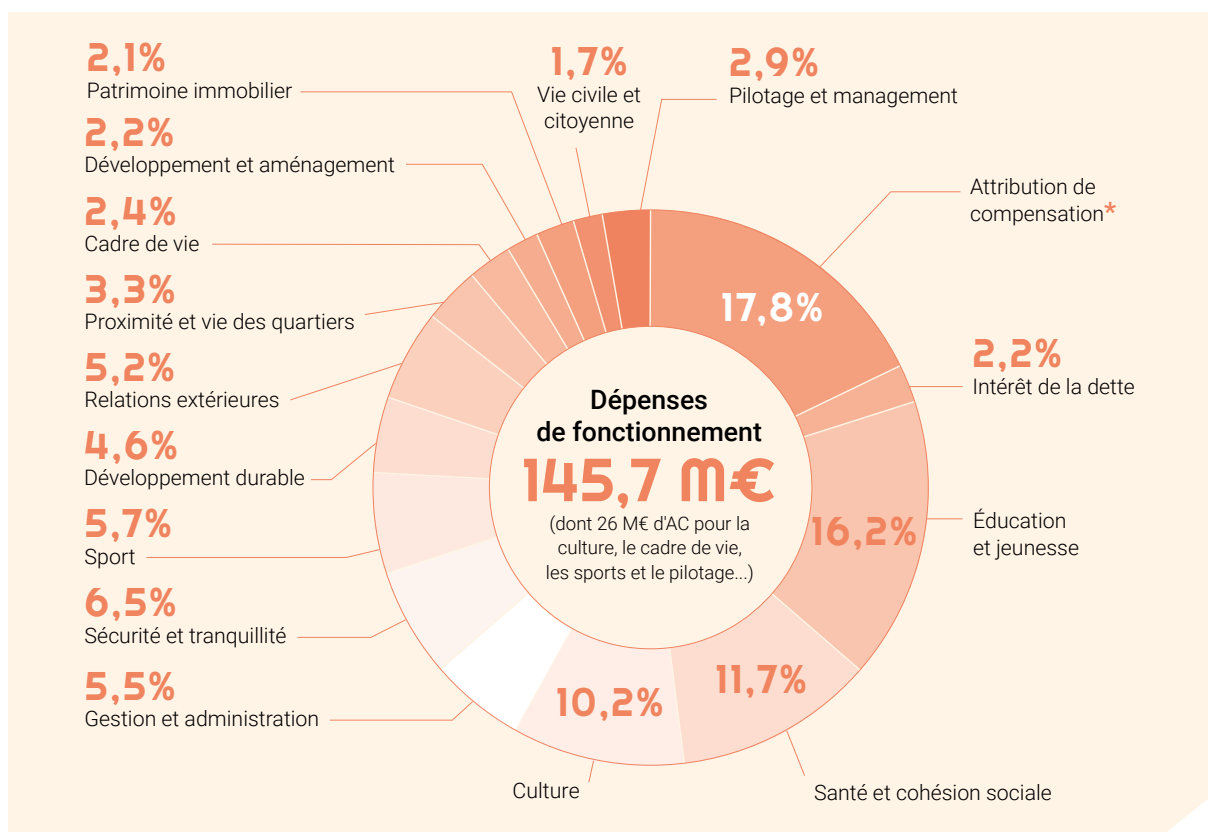 2,1%
Patrimoine immobilier
1,7%
Vie civile et
citoyenne
2,9%
Pilotage et management
2,2%
Développement et aménagement
2,4%
Cadre de vie
3,3%
Proximité et vie des quartiers
5,2%
Relations extérieures
4,6%
Développement durable
5,7%
Sport
6,5%
Sécurité et tranquillité
5,5%
Gestion et administration
Attribution de
compensation*
17,8%
2,2%
Intérêt de la dette
Dépenses
de fonctionnement
145,7 M€
(dont 26 M€ d'AC pour la
culture, le cadre de vie,
les sports et le pilotage...)
16,2%
Éducation
et jeunesse
11,7%
Santé et cohésion sociale
10,2%
Culture